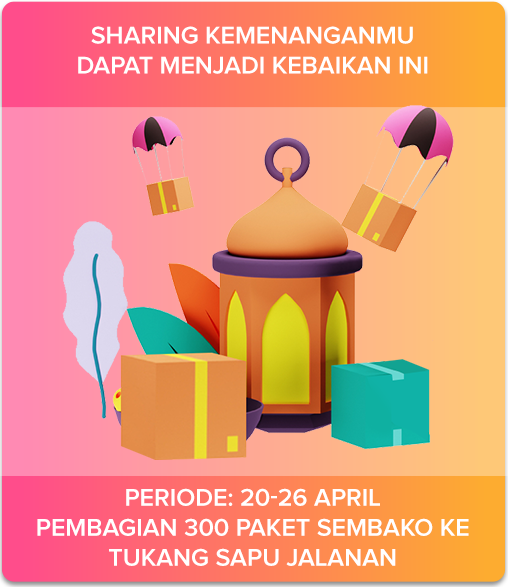 SHARING KEMENANGANMU
DAPAT MENJADI KEBAIKAN INI
PERIODE: 20-26 APRIL
PEMBAGIAN 300 PAKET SEMBAKO KE
TUKANG SAPU JALANAN